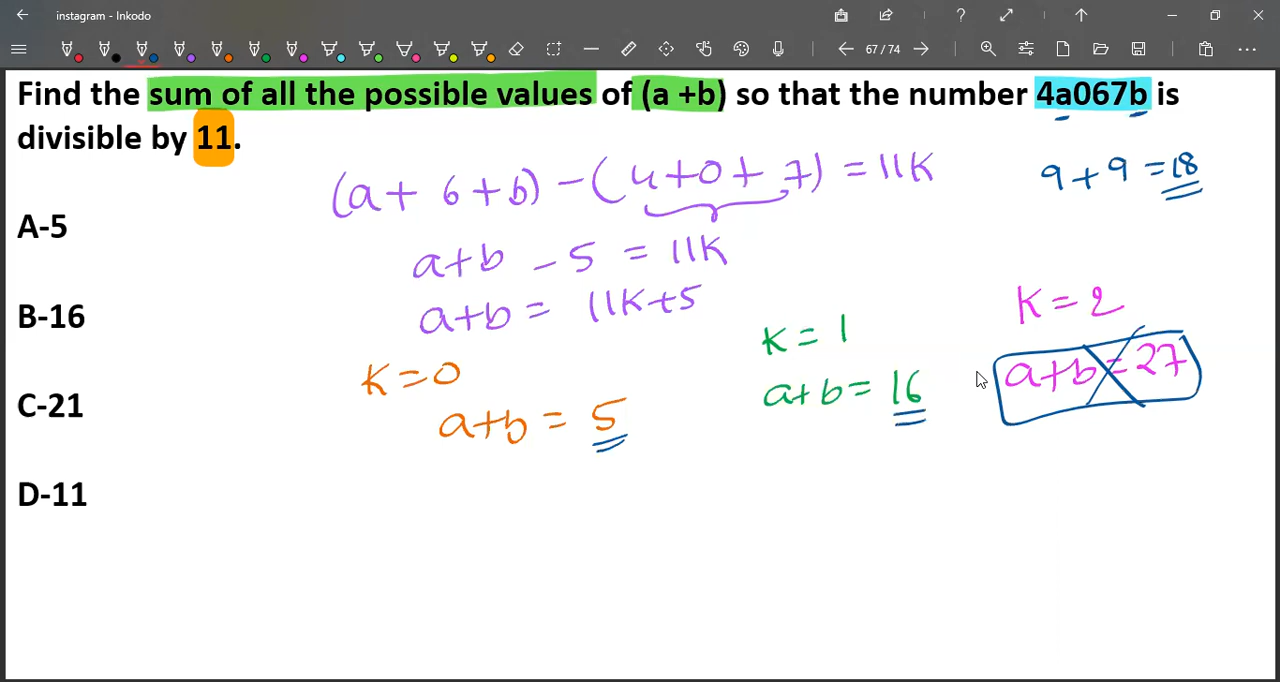 instagram - Inkodo
67 / 74
Find the sum of all the possible values of (a +b) so that the number 4a067b is
divisible by 11.
(a + 6 + b) - (4 + 0 + 7) = 11K
9 + 9 = 18
A-5
a+b - 5 = 11K
a+b = 11K+5
B-16
K = 0
a+b = 5
K = 1
a+b = 16
K = 2
a+b = 27
C-21
D-11